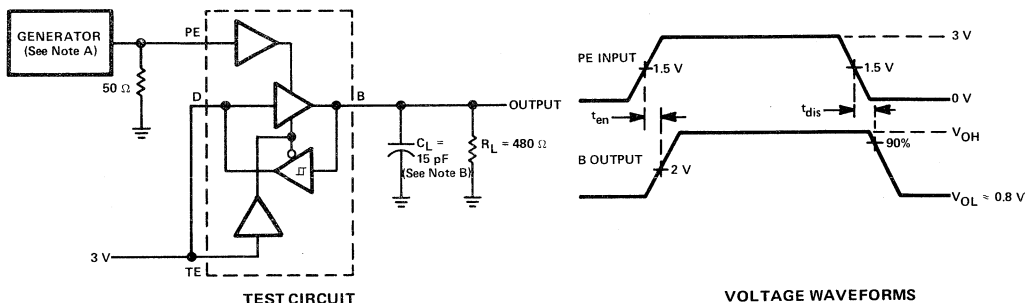 GENERATOR
(See Note A)
PE
50 Ω
D
B
OUTPUT
C_L =
15 pF
(See Note B)
R_L = 480 Ω
3 V
TE
TEST CIRCUIT
PE INPUT
1.5 V
1.5 V
3 V
0 V
t_en
t_dis
V_OH
90%
B OUTPUT
2 V
V_OL ≈ 0.8 V
VOLTAGE WAVEFORMS